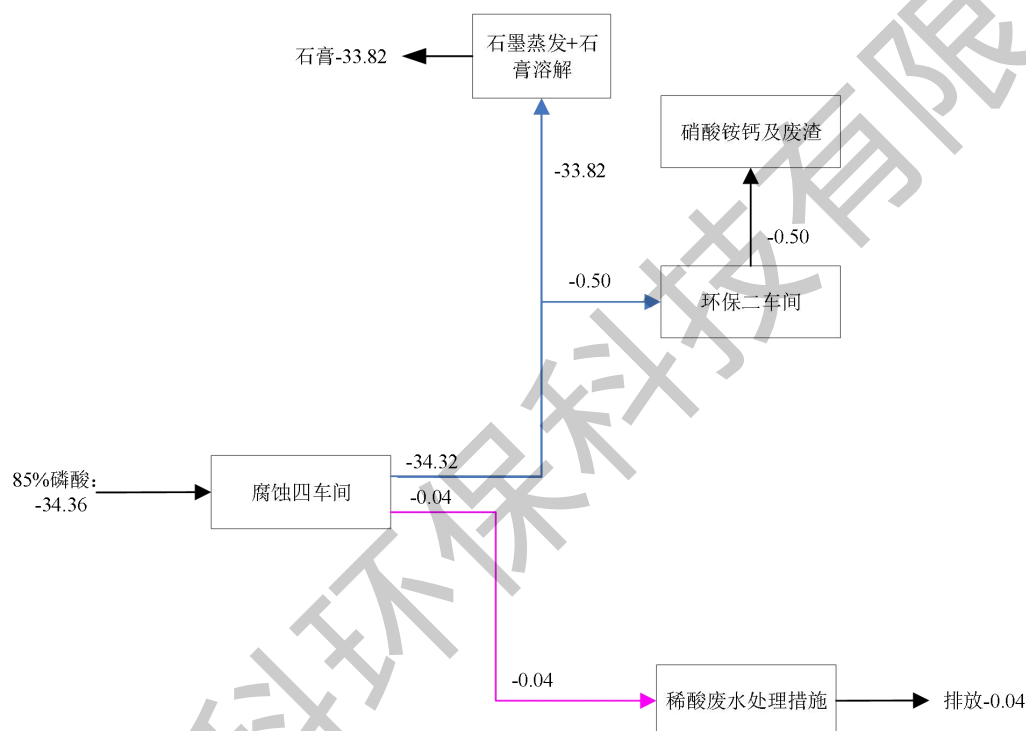 石膏-33.82
石墨蒸发+石
膏溶解
硝酸铵钙及废渣
-33.82
-0.50
-0.50
环保二车间
85%磷酸：
-34.36
腐蚀四车间
-34.32
-0.04
-0.04
稀酸废水处理措施
排放-0.04
科环保科技有限